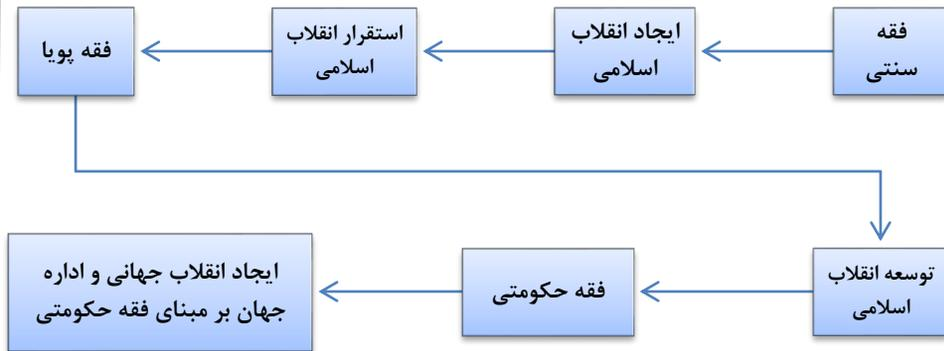 فقه
سنتی
ایجاد انقلاب
اسلامی
استقرار انقلاب
اسلامی
فقه پویا
توسعه انقلاب
اسلامی
فقه حکومتی
ایجاد انقلاب جهانی و اداره
جهان بر مبنای فقه حکومتی